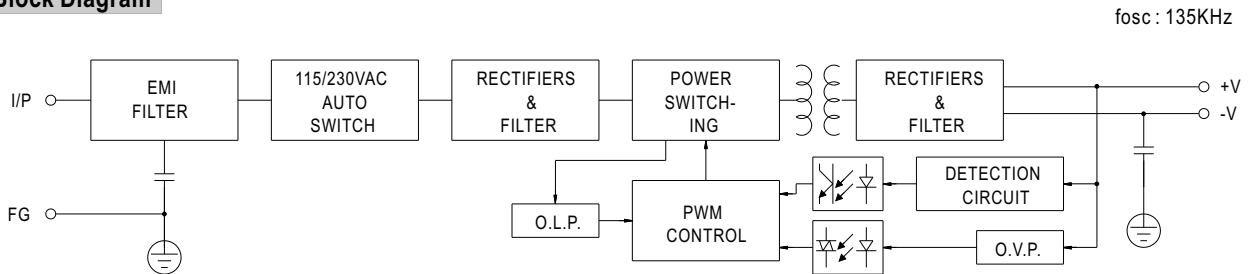 Block Diagram
fosc : 135KHz
I/P
EMI
FILTER
115/230VAC
AUTO
SWITCH
RECTIFIERS
&
FILTER
POWER
SWITCH-
ING
RECTIFIERS
&
FILTER
+V
-V
FG
O.L.P.
PWM
CONTROL
DETECTION
CIRCUIT
O.V.P.